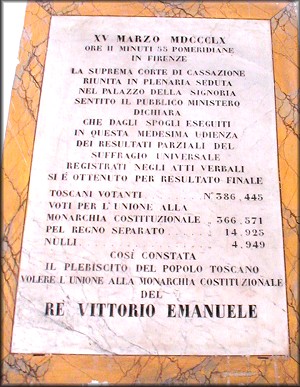 XV MARZO MDCCCLX
ORE 11 MINUTI 55 POMERIDIANE
IN FIRENZE
LA SUPREMA CORTE DI CASSAZIONE
RIUNITA IN PLENARIA SEDUTA
NEL PALAZZO DELLA SIGNORIA
SENTITO IL PUBBLICO MINISTERO
DICHIARA
CHE DAGLI SPOGLI ESEGUITI
IN QUESTA MEDESIMA UDIENZA
DEI RESULTATI PARZIALI DEL
SUFFRAGIO UNIVERSALE
REGISTRATI NEGLI ATTI VERBALI
SI È OTTENUTO PER RESULTATO FINALE
TOSCANI VOTANTI N° 386,445
VOTI PER L'UNIONE ALLA
MONARCHIA COSTITUZIONALE 366,571
PEL REGNO SEPARATO 14,925
NULLI 4,949
COSÌ CONSTATA
IL PLEBISCITO DEL POPOLO TOSCANO
VOLERE L'UNIONE ALLA MONARCHIA COSTITUZIONALE
DEL
RE VITTORIO EMANUELE